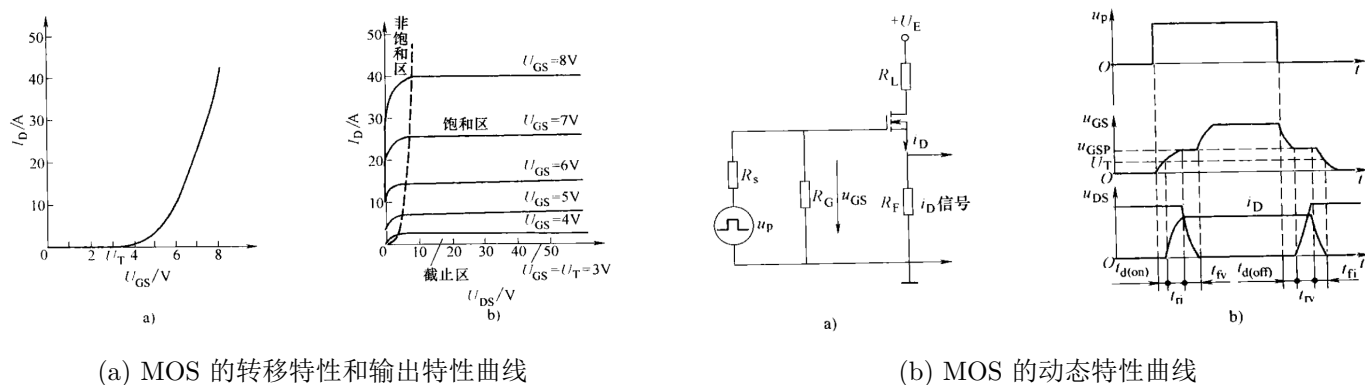 I_D/A
50
40
30
20
10
0
2
U_T
4
6
8
U_GS/V
a)
I_D/A
50
40
30
20
10
0
非饱和区
饱和区
截止区
U_GS=8V
U_GS=7V
U_GS=6V
U_GS=5V
U_GS=4V
U_GS=U_T=3V
10
20
30
40
50
U_DS/V
b)
(a) MOS 的转移特性和输出特性曲线
+U_E
R_L
i_D
R_s
u_p
R_G
u_GS
R_F
i_D信号
a)
u_p
O
t
u_GS
u_GSP
U_T
O
t
u_DS
i_D
O
t
t_d(on)
t_ri
t_fv
t_d(off)
t_rv
t_fi
b)
(b) MOS 的动态特性曲线